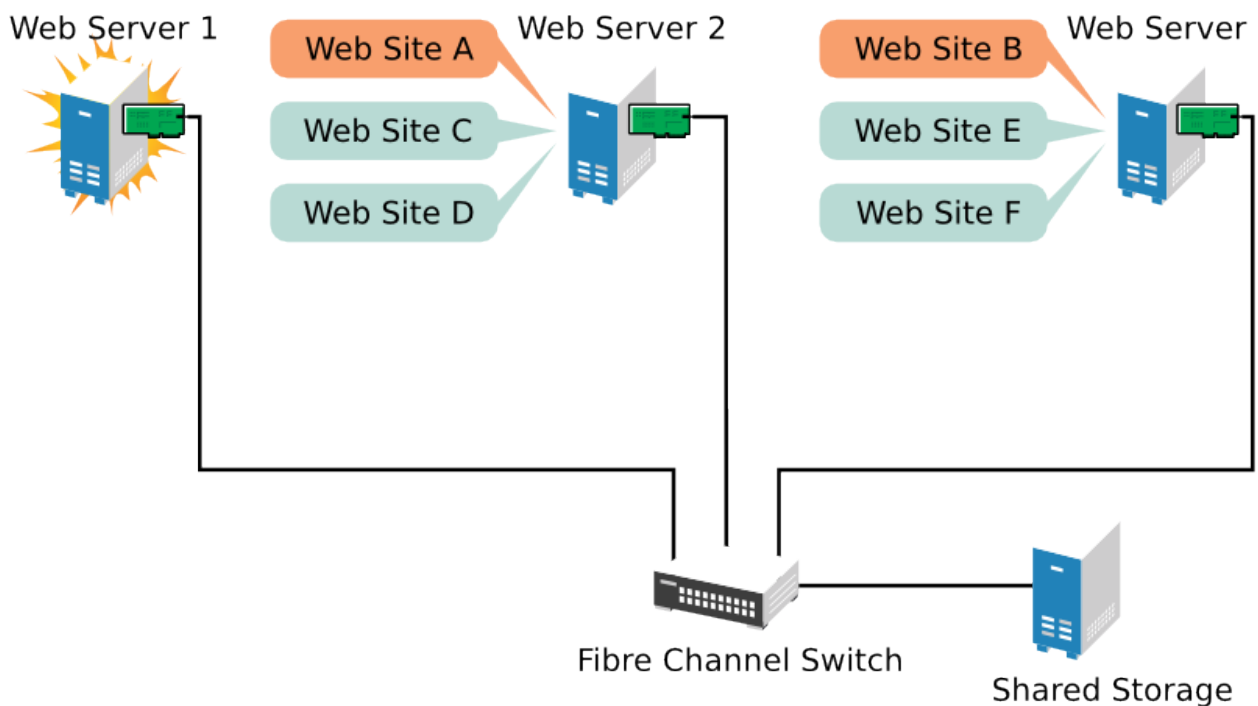 Web Server 1
Web Server 2
Web Server
Web Site A
Web Site B
Web Site C
Web Site E
Web Site D
Web Site F
Fibre Channel Switch
Shared Storage